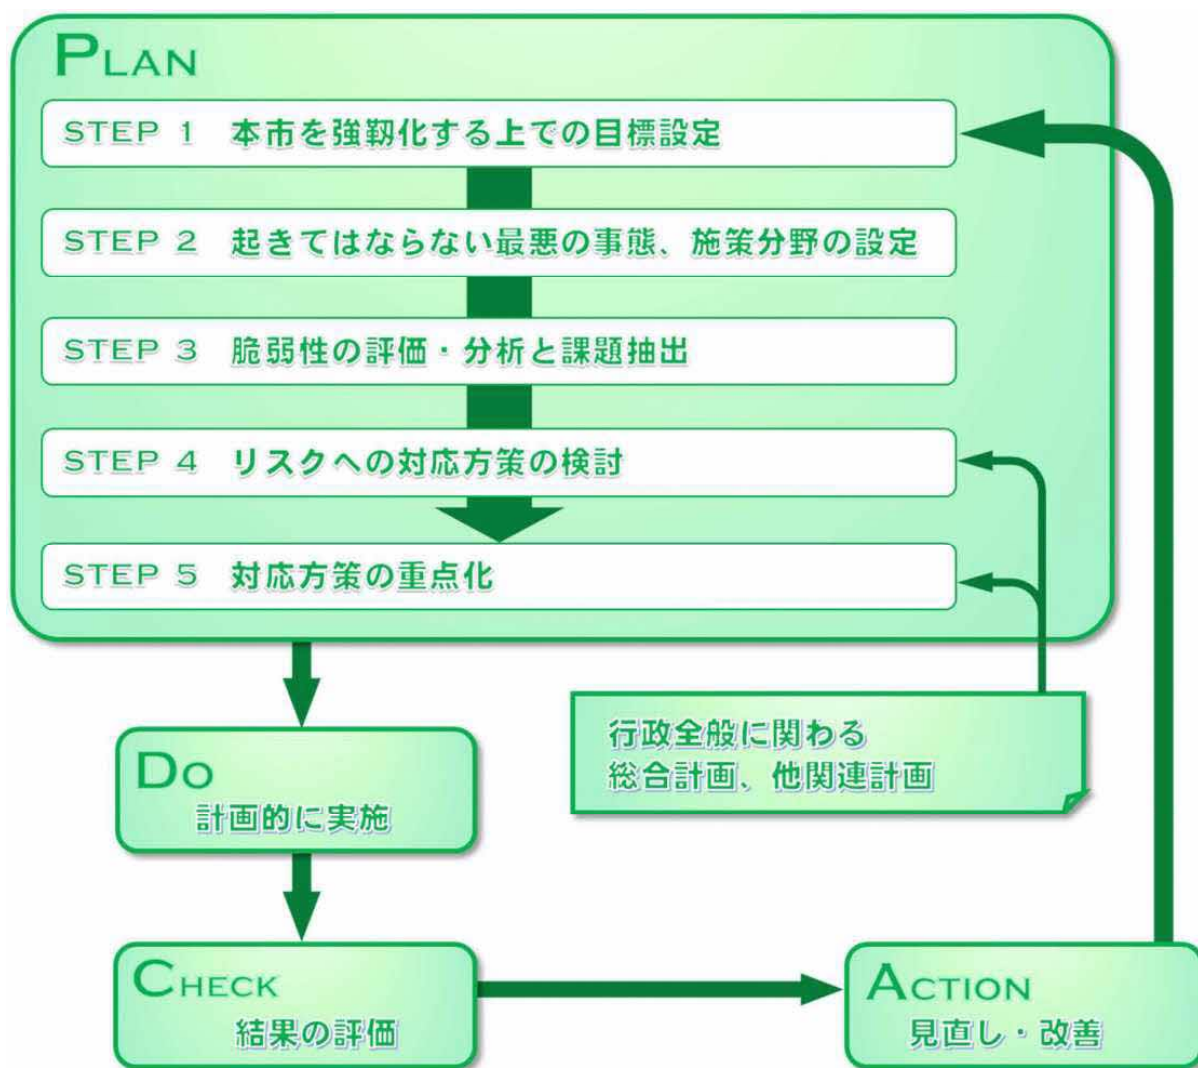 PLAN
STEP 1 本市を強靱化する上での目標設定
STEP 2 起きてはならない最悪の事態、施策分野の設定
STEP 3 脆弱性の評価・分析と課題抽出
STEP 4 リスクへの対応方策の検討
STEP 5 対応方策の重点化
行政全般に関わる
総合計画、他関連計画
DO
計画的に実施
CHECK
結果の評価
ACTION
見直し・改善